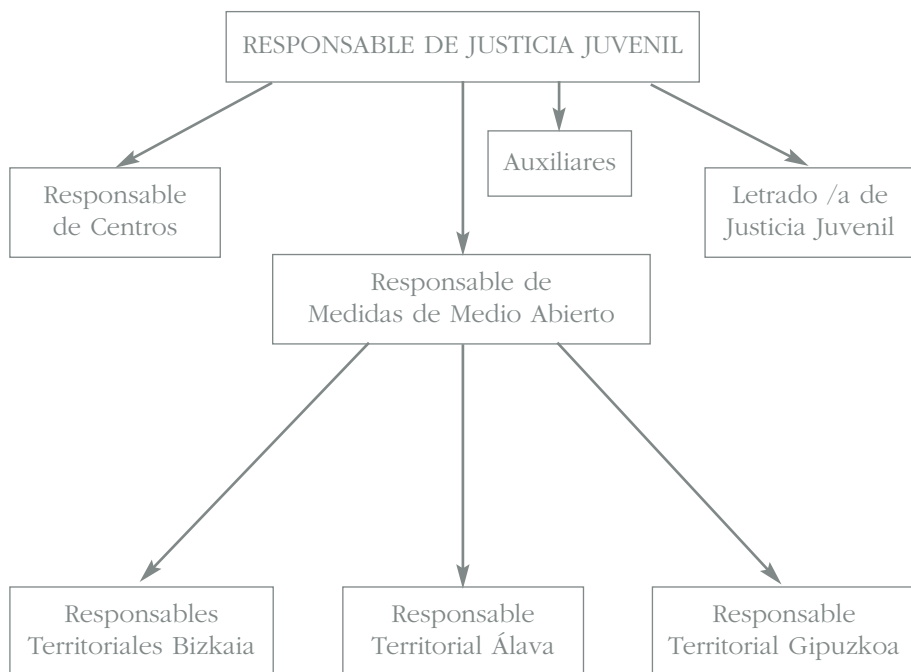 RESPONSABLE DE JUSTICIA JUVENIL
Auxiliares
Responsable
de Centros
Letrado /a de
Justicia Juvenil
Responsable de
Medidas de Medio Abierto
Responsables
Territoriales Bizkaia
Responsable
Territorial Álava
Responsable
Territorial Gipuzkoa